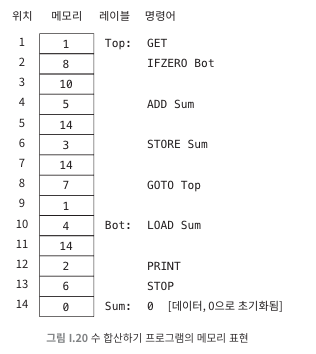 위치 메모리 레이블 명령어
1 1 Top: GET
2 8 IFZERO Bot
3 10
4 5 ADD Sum
5 14
6 3 STORE Sum
7 14
8 7 GOTO Top
9 1
10 4 Bot: LOAD Sum
11 14
12 2 PRINT
13 6 STOP
14 0 Sum: 0 [데이터, 0으로 초기화됨]
그림 I.20 수 합산하기 프로그램의 메모리 표현